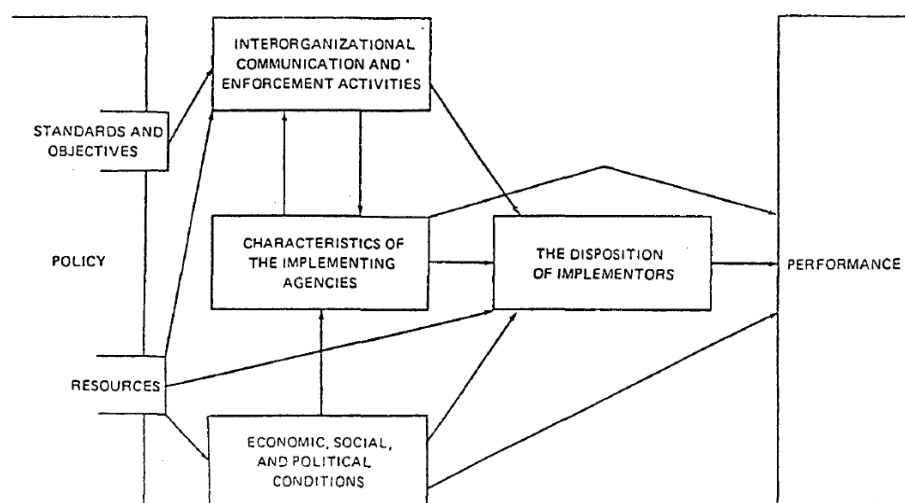 INTERORGANIZATIONAL
COMMUNICATION AND '
ENFORCEMENT ACTIVITIES
STANDARDS AND
OBJECTIVES
CHARACTERISTICS OF
THE IMPLEMENTING
AGENCIES
THE DISPOSITION
OF IMPLEMENTORS
POLICY
PERFORMANCE
RESOURCES
ECONOMIC, SOCIAL,
AND POLITICAL
CONDITIONS